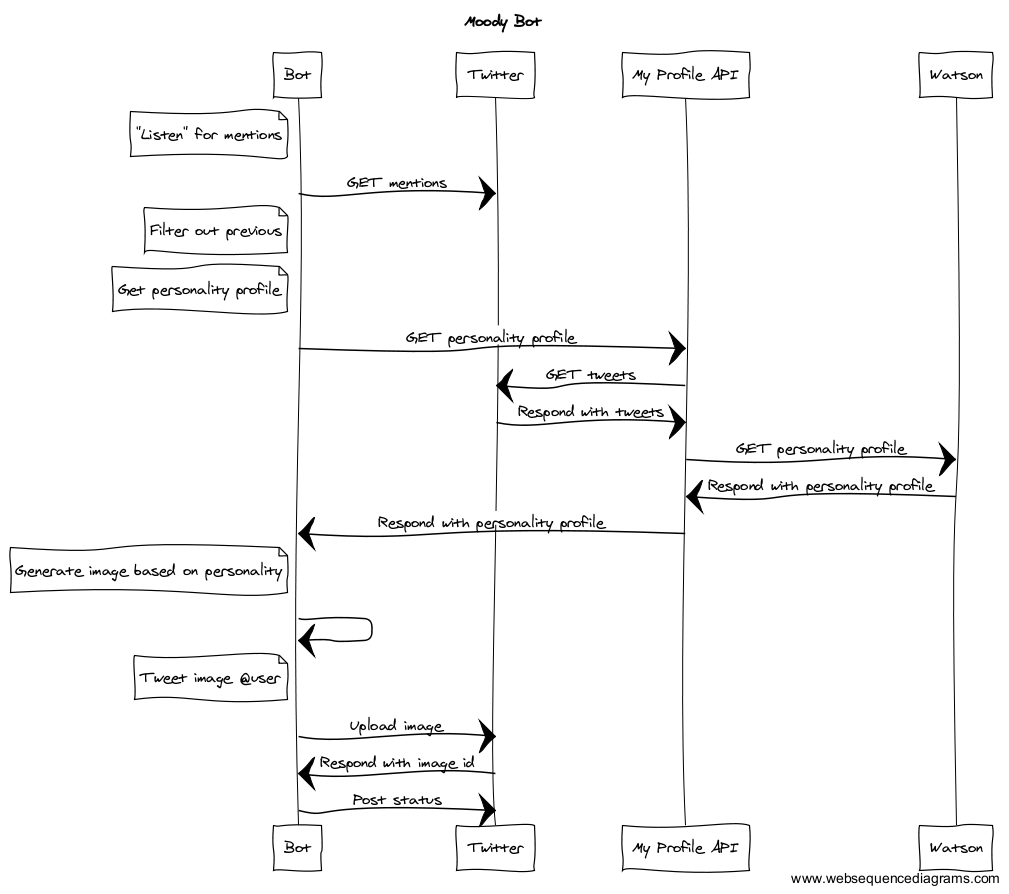 Moody Bot
Bot Twitter My Profile API Watson
"Listen" for mentions
GET mentions
Filter out previous
Get personality profile
GET personality profile
GET tweets
Respond with tweets
GET personality profile
Respond with personality profile
Respond with personality profile
Generate image based on personality
Tweet image @user
Upload image
Respond with image id
Post status
Bot Twitter My Profile API Watson
www.websequencediagrams.com